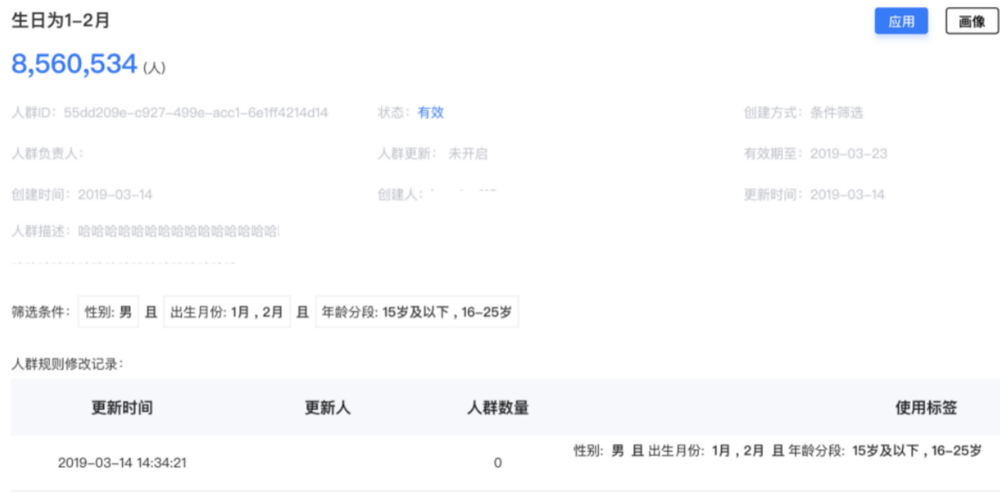 生日为1-2月
应用
画像
8,560,534 (人)
人群ID: 55dd209e-c927-499e-acc1-6e1ff4214d14
状态: 有效
创建方式: 条件筛选
人群负责人:
人群更新: 未开启
有效期至: 2019-03-23
创建时间: 2019-03-14
创建人:
更新时间: 2019-03-14
人群描述: 哈哈哈哈哈哈哈哈哈哈哈哈哈哈哈
筛选条件: 性别: 男 且 出生月份: 1月 , 2月 且 年龄分段: 15岁及以下 , 16-25岁
人群规则修改记录:
更新时间 更新人 人群数量 使用标签
2019-03-14 14:34:21 0 性别: 男 且 出生月份: 1月 , 2月 且 年龄分段: 15岁及以下 , 16-25岁